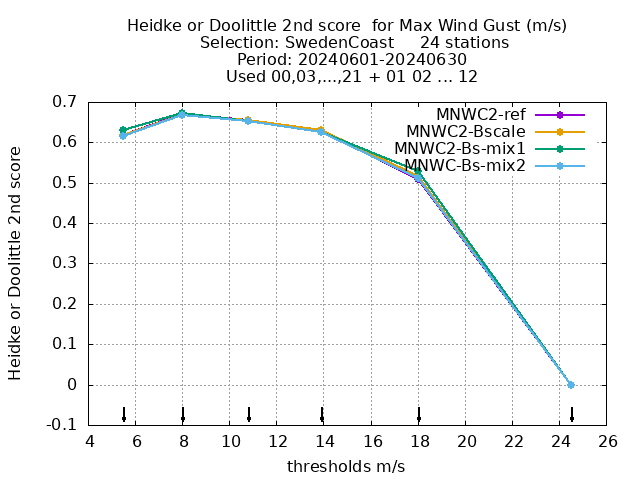 Heidke or Doolittle 2nd score  for Max Wind Gust (m/s)
Selection: SwedenCoast     24 stations
Period: 20240601-20240630
Used 00,03,...,21 + 01 02 ... 12
Heidke or Doolittle 2nd score
0.7
0.6
0.5
0.4
0.3
0.2
0.1
0
-0.1
MNWC2-ref
MNWC2-Bscale
MNWC2-Bs-mix1
MNWC-Bs-mix2
4 6 8 10 12 14 16 18 20 22 24 26
thresholds m/s